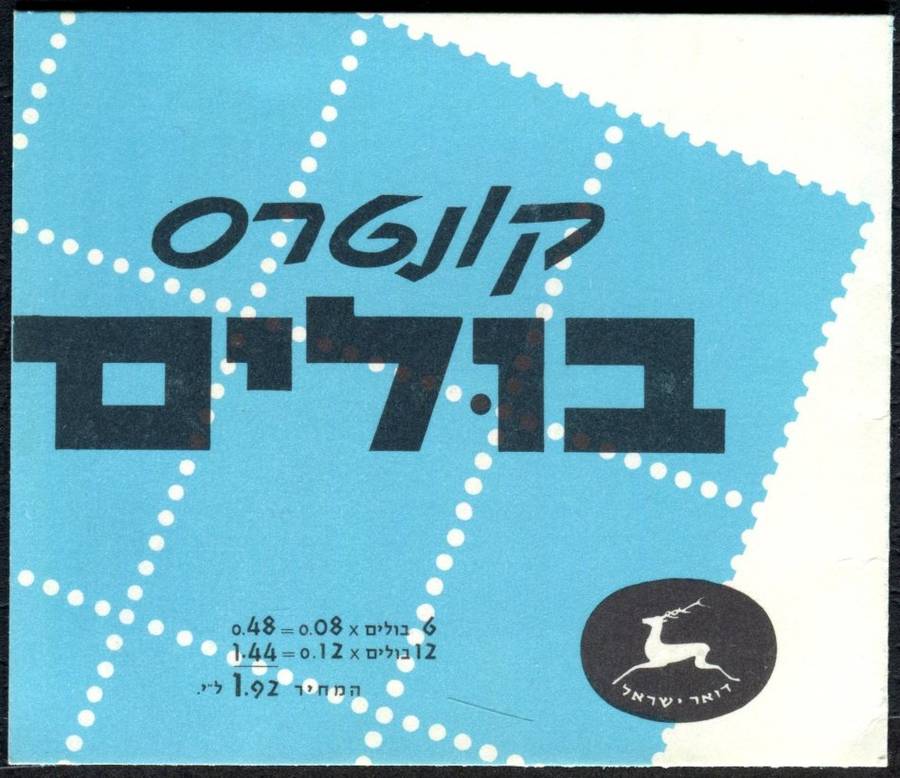 קונטרס
בולים
6 בולים x 0.08 = 0.48
12 בולים x 0.12 = 1.44
המחיר 1.92 ל"י.
דואר ישראל